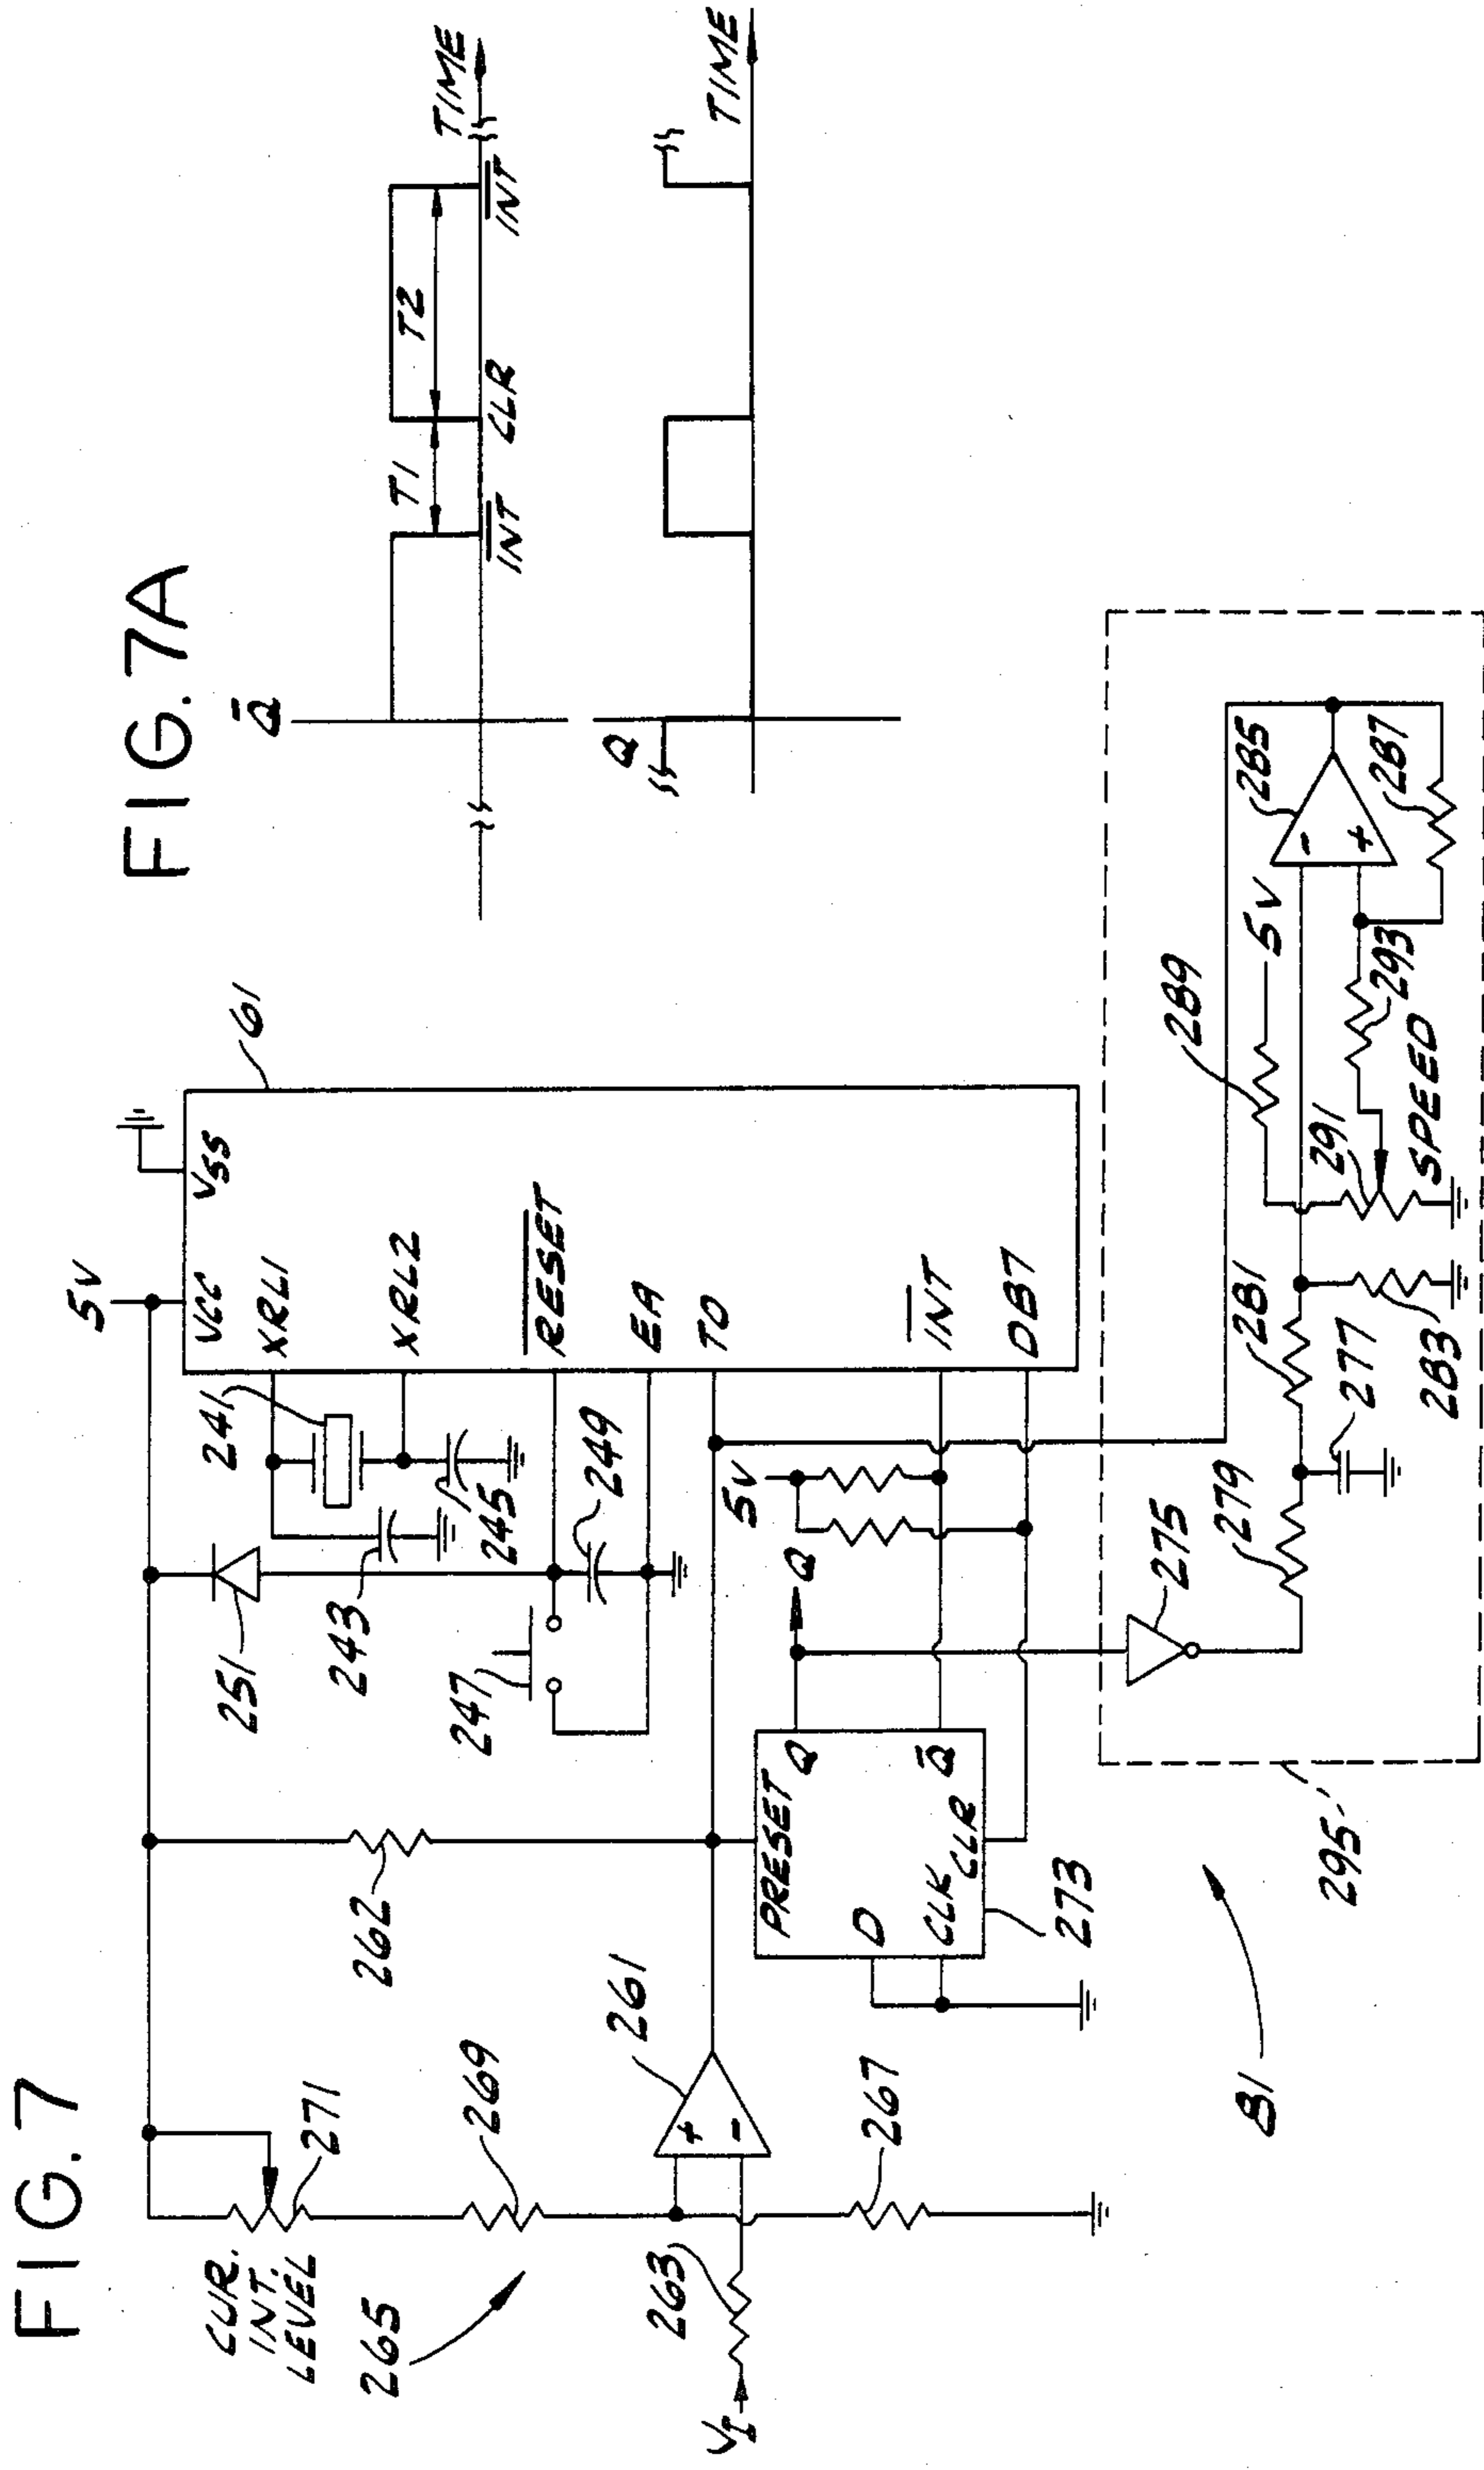 FIG. 7
CUR.
INT.
LEVEL
271
265
269
263
VI
261
267
262
251
243
247
241
245
249
5V
VCC
VSS
XRL1
XRL2
RESET
EA
TO
INT
DB7
61
5V
Q
PRESET
Q
D
CLK
Q̄
CLR
273
81
295
275
279
277
281
283
289
5V
291
SPEED
293
285
-
+
287
+
-
FIG. 7A
Q̄
T1
T2
TIME
INT
CLR
INT
Q
TIME